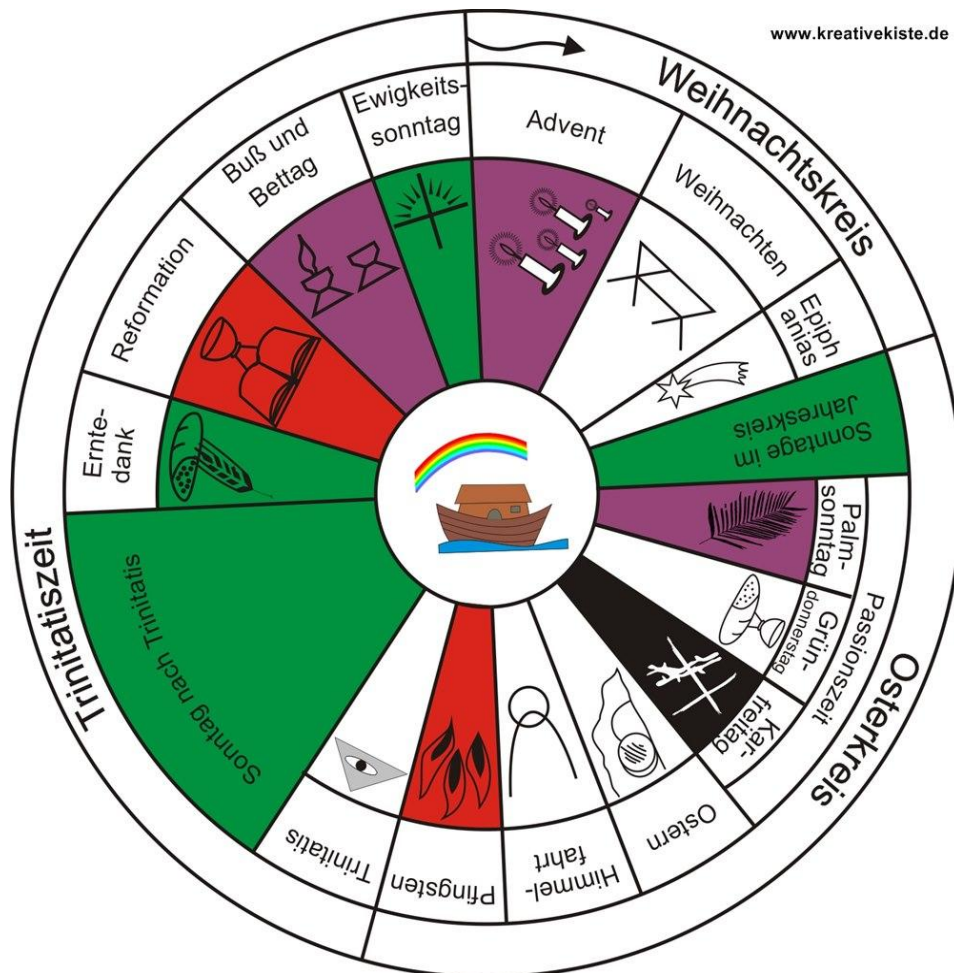 www.kreativekiste.de
Weihnachtskreis
Advent
Weihnachten
Epiph
anias
Sonntage im
Jahreskreis
Osterkreis
Passionszeit
Palm-
sonntag
Grün-
donnerstag
Kar-
freitag
Ostern
Himmel-
fahrt
Pfingsten
Trinitatis
Trinitatiszeit
Sonntag nach Trinitatis
Ernte-
dank
Reformation
Buß und
Bettag
Ewigkeits-
sonntag